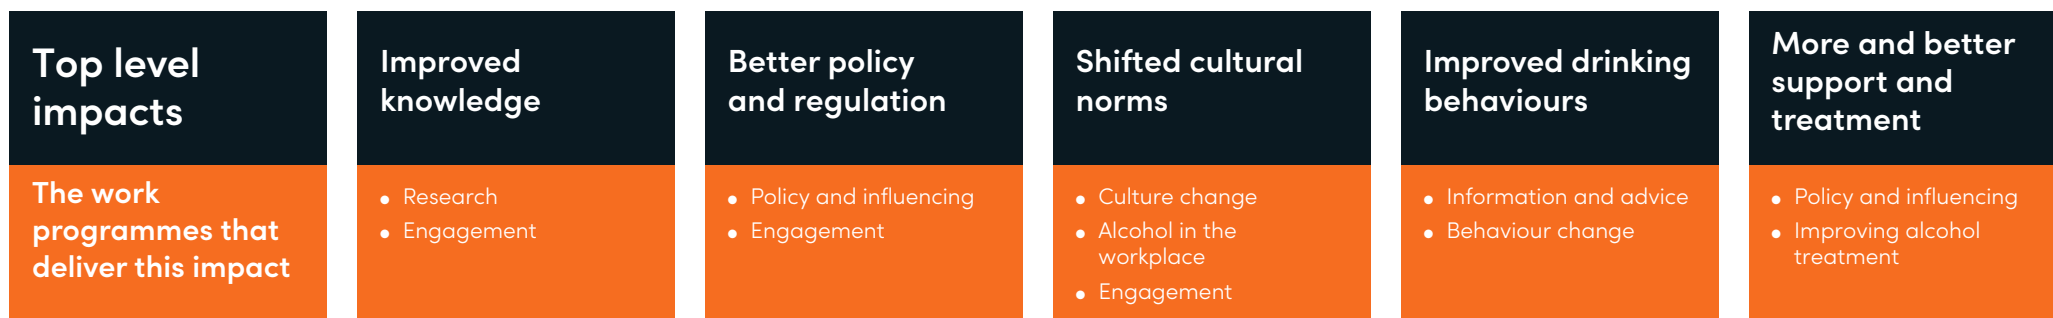 Top level
impacts
The work
programmes that
deliver this impact
Improved
knowledge
• Research
• Engagement
Better policy
and regulation
• Policy and influencing
• Engagement
Shifted cultural
norms
• Culture change
• Alcohol in the
workplace
• Engagement
Improved drinking
behaviours
• Information and advice
• Behaviour change
More and better
support and
treatment
• Policy and influencing
• Improving alcohol
treatment